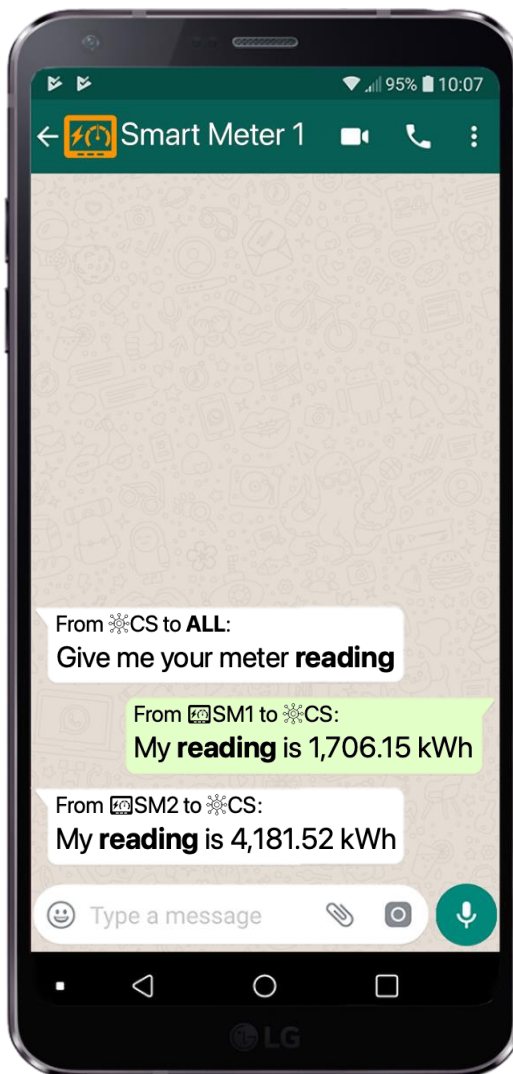 95% 10:07
Smart Meter 1
From CS to ALL:
Give me your meter reading
From SM1 to CS:
My reading is 1,706.15 kWh
From SM2 to CS:
My reading is 4,181.52 kWh
Type a message
LG